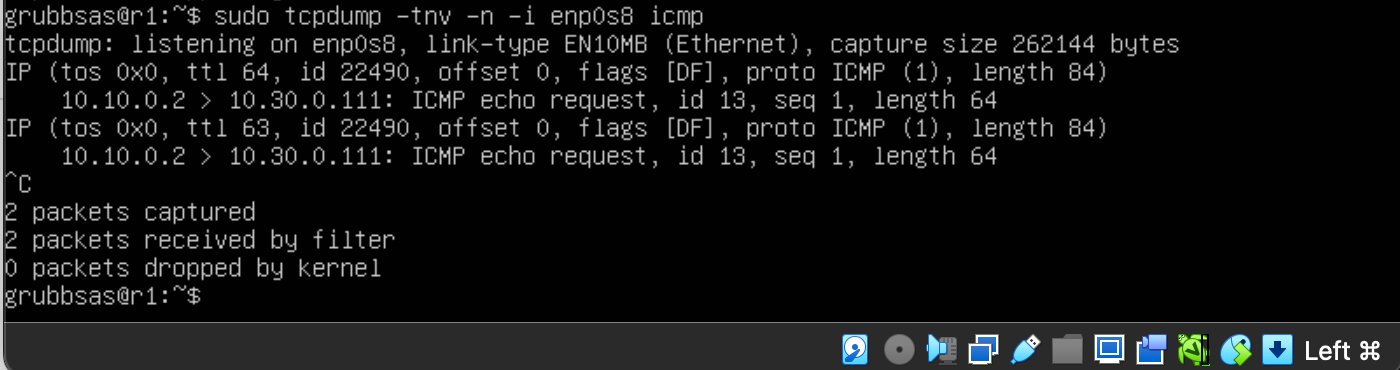 grubbsas@r1:~$ sudo tcpdump -tnv -n -i enp0s8 icmp
tcpdump: listening on enp0s8, link-type EN10MB (Ethernet), capture size 262144 bytes
IP (tos 0x0, ttl 64, id 22490, offset 0, flags [DF], proto ICMP (1), length 84)
    10.10.0.2 > 10.30.0.111: ICMP echo request, id 13, seq 1, length 64
IP (tos 0x0, ttl 63, id 22490, offset 0, flags [DF], proto ICMP (1), length 84)
    10.10.0.2 > 10.30.0.111: ICMP echo request, id 13, seq 1, length 64
^C
2 packets captured
2 packets received by filter
0 packets dropped by kernel
grubbsas@r1:~$
Left ⌘